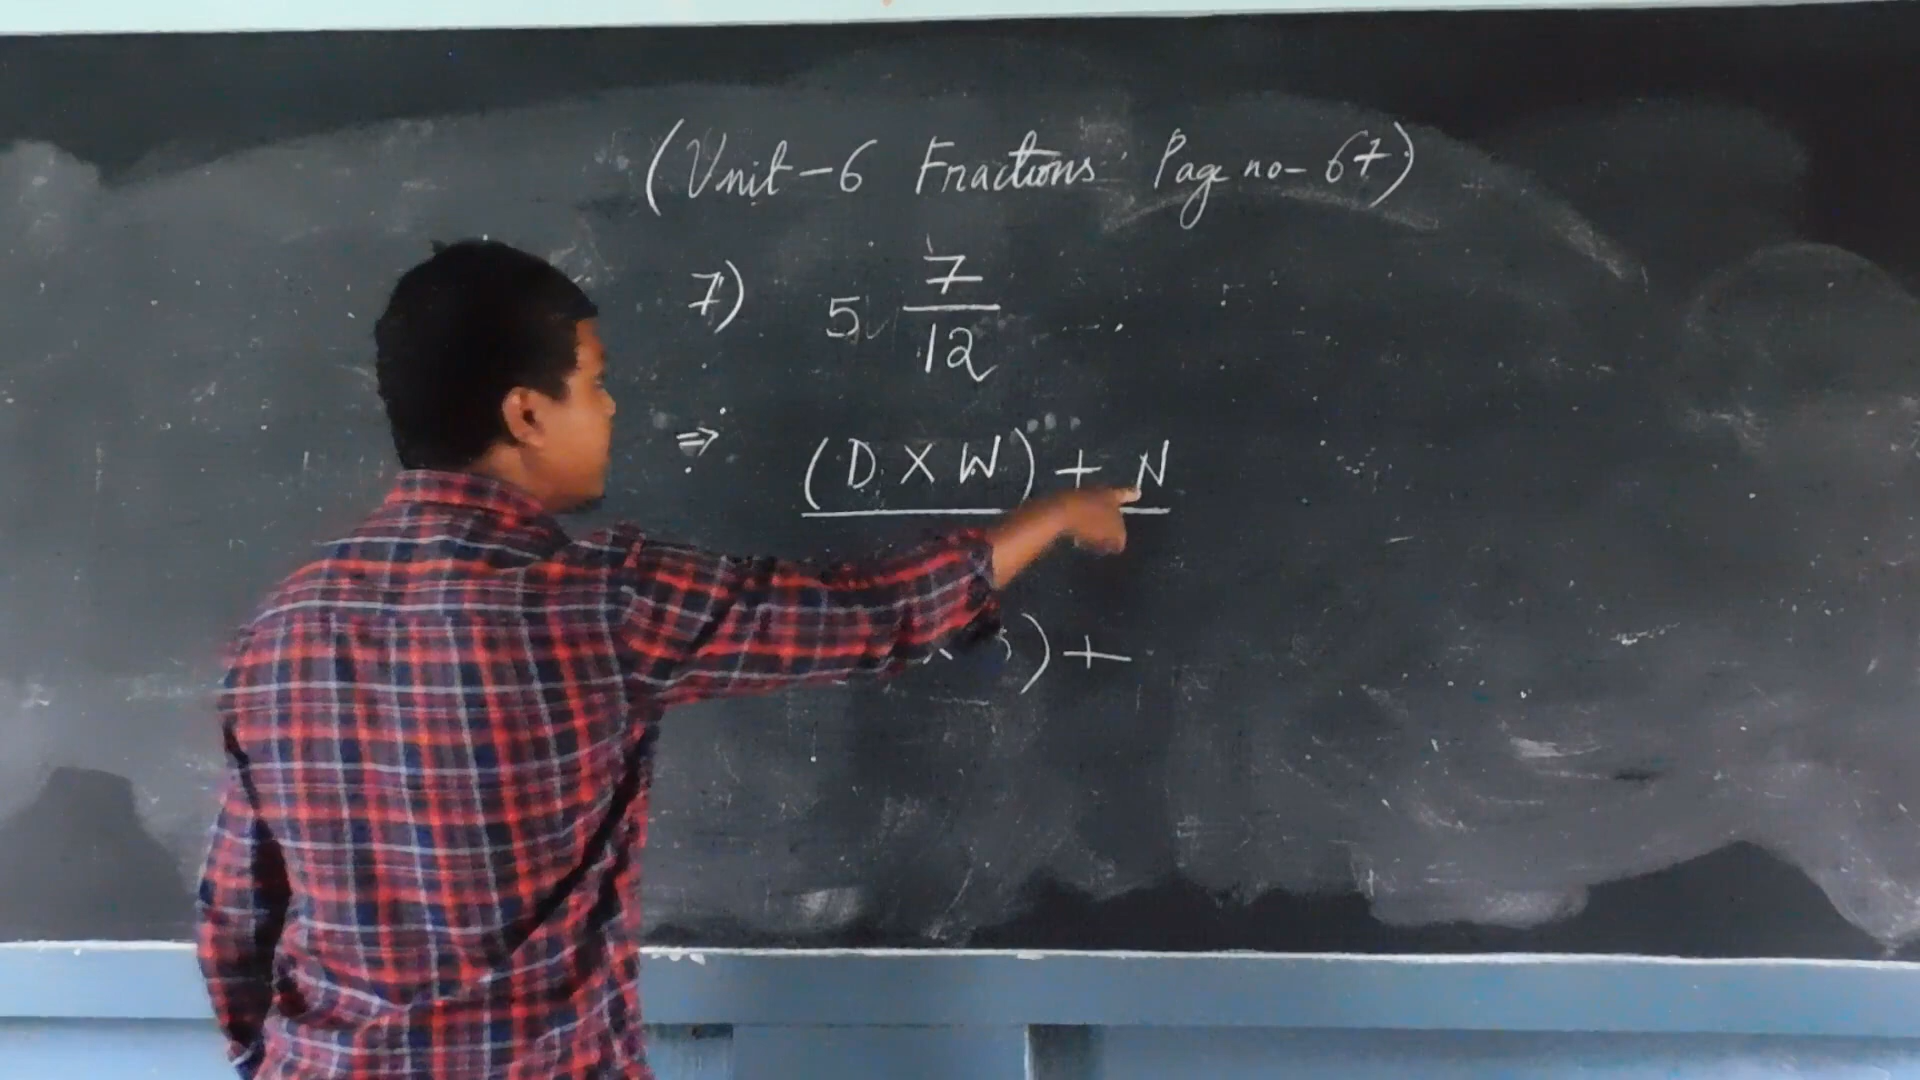 (Unit-6 Fractions Page no- 67)
7) 5 7/12
⇒ (D X W) + N
) +